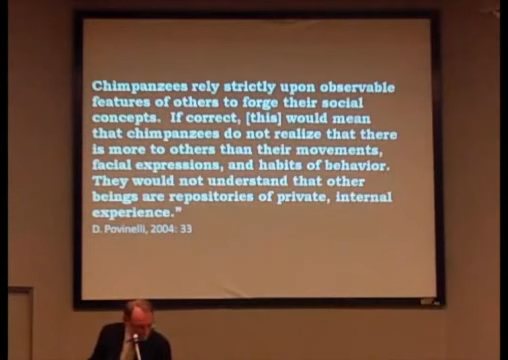 Chimpanzees rely strictly upon observable
features of others to forge their social
concepts. If correct, [this] would mean
that chimpanzees do not realize that there
is more to others than their movements,
facial expressions, and habits of behavior.
They would not understand that other
beings are repositories of private, internal
experience.”
D. Povinelli, 2004: 33